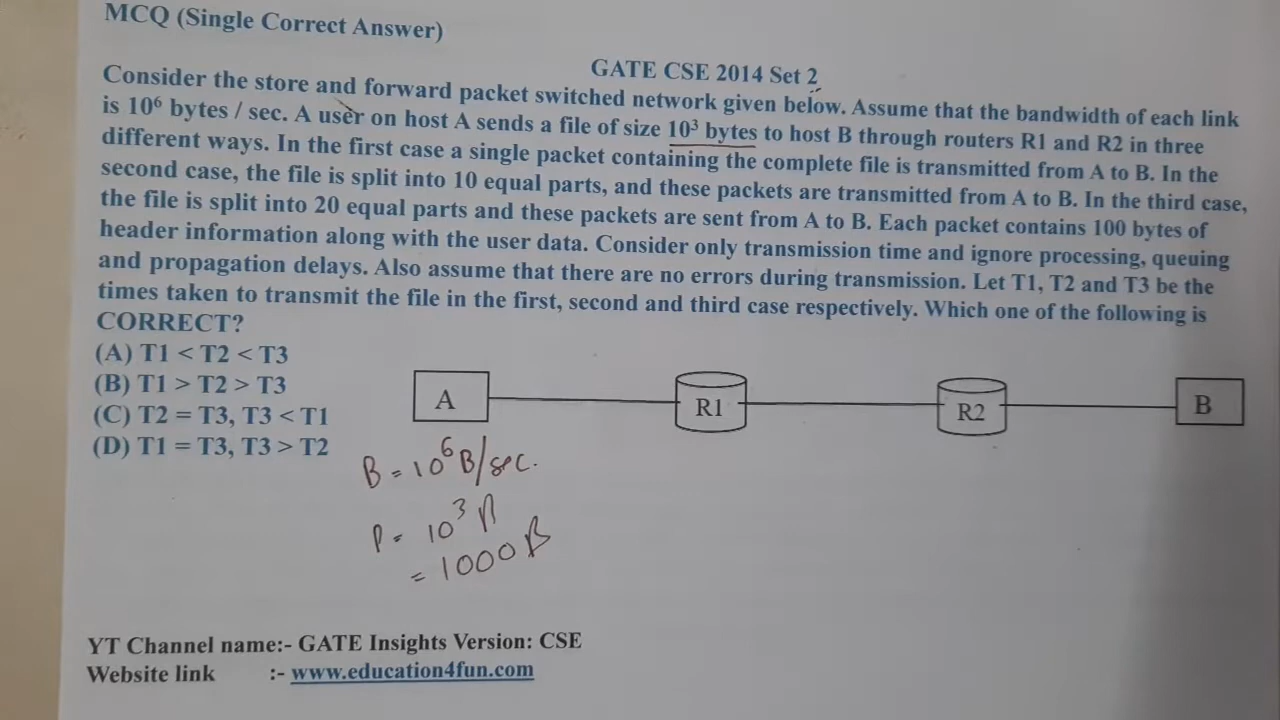 MCQ (Single Correct Answer)
GATE CSE 2014 Set 2
Consider the store and forward packet switched network given below. Assume that the bandwidth of each link
is 10⁶ bytes / sec. A user on host A sends a file of size 10³ bytes to host B through routers R1 and R2 in three
different ways. In the first case a single packet containing the complete file is transmitted from A to B. In the
second case, the file is split into 10 equal parts, and these packets are transmitted from A to B. In the third case,
the file is split into 20 equal parts and these packets are sent from A to B. Each packet contains 100 bytes of
header information along with the user data. Consider only transmission time and ignore processing, queuing
and propagation delays. Also assume that there are no errors during transmission. Let T1, T2 and T3 be the
times taken to transmit the file in the first, second and third case respectively. Which one of the following is
CORRECT?
(A) T1 < T2 < T3
(B) T1 > T2 > T3
(C) T2 = T3, T3 < T1
(D) T1 = T3, T3 > T2
A R1 R2 B
B = 10⁶ B/sec.
P = 10³ B
= 1000 B
YT Channel name:- GATE Insights Version: CSE
Website link :- www.education4fun.com